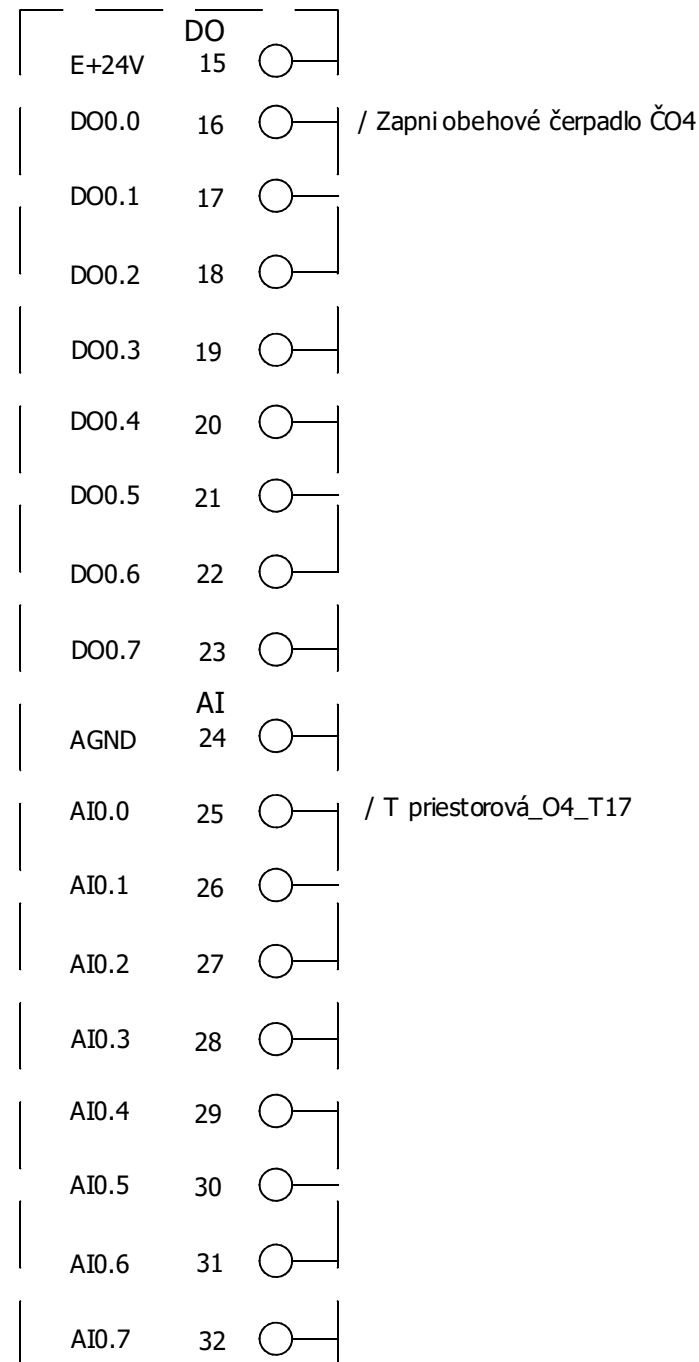 DO
E+24V 15
DO0.0 16 / Zapni obehové čerpadlo ČO4
DO0.1 17
DO0.2 18
DO0.3 19
DO0.4 20
DO0.5 21
DO0.6 22
DO0.7 23
AI
AGND 24
AI0.0 25 / T priestorová_O4_T17
AI0.1 26
AI0.2 27
AI0.3 28
AI0.4 29
AI0.5 30
AI0.6 31
AI0.7 32